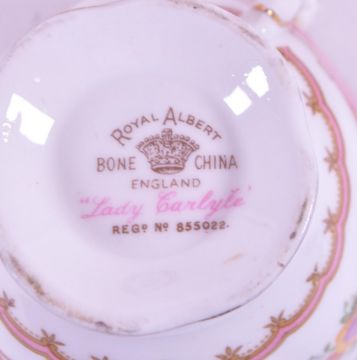 ROYAL ALBERT
BONE CHINA
ENGLAND
"Lady Carlyle"
REGD No 855022.